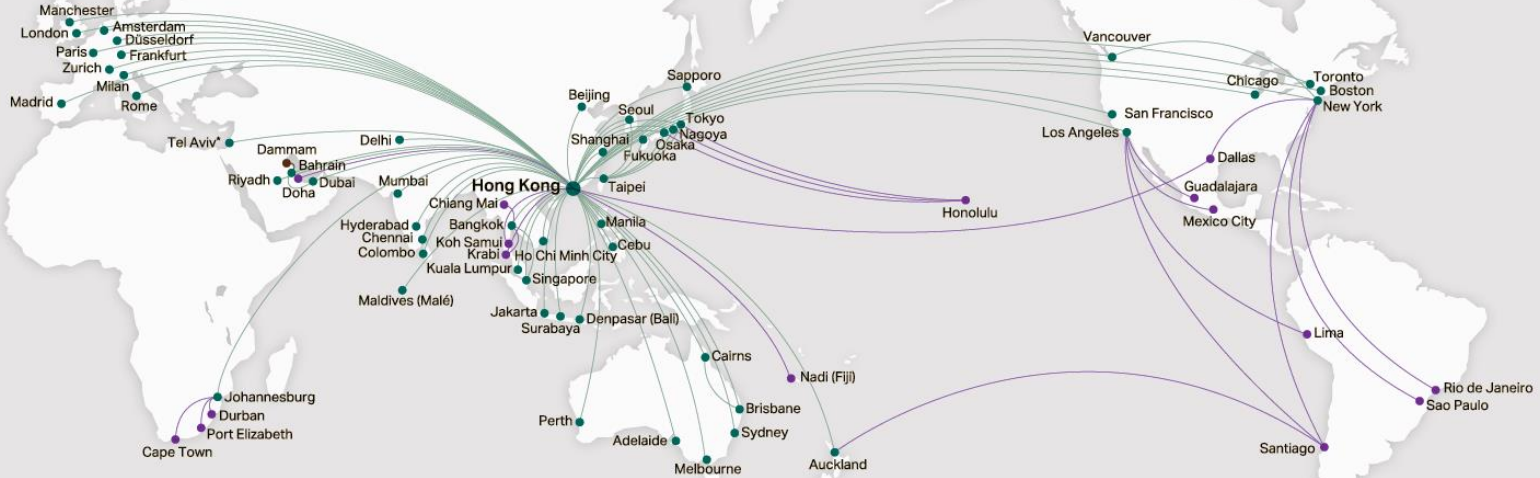 Manchester
London
Amsterdam
Düsseldorf
Paris
Frankfurt
Zurich
Milan
Madrid
Rome
Tel Aviv*
Delhi
Dammam
Bahrain
Riyadh
Dubai
Doha
Mumbai
Hyderabad
Chennai
Colombo
Maldives (Malé)
Johannesburg
Durban
Port Elizabeth
Cape Town
Sapporo
Beijing
Seoul
Tokyo
Shanghai
Nagoya
Osaka
Fukuoka
Hong Kong
Taipei
Chiang Mai
Bangkok
Manila
Koh Samui
Cebu
Krabi
Ho Chi Minh City
Kuala Lumpur
Singapore
Jakarta
Surabaya
Denpasar (Bali)
Cairns
Nadi (Fiji)
Brisbane
Perth
Sydney
Adelaide
Melbourne
Auckland
Honolulu
Vancouver
Chicago
Toronto
Boston
New York
San Francisco
Los Angeles
Dallas
Guadalajara
Mexico City
Lima
Rio de Janeiro
Sao Paulo
Santiago